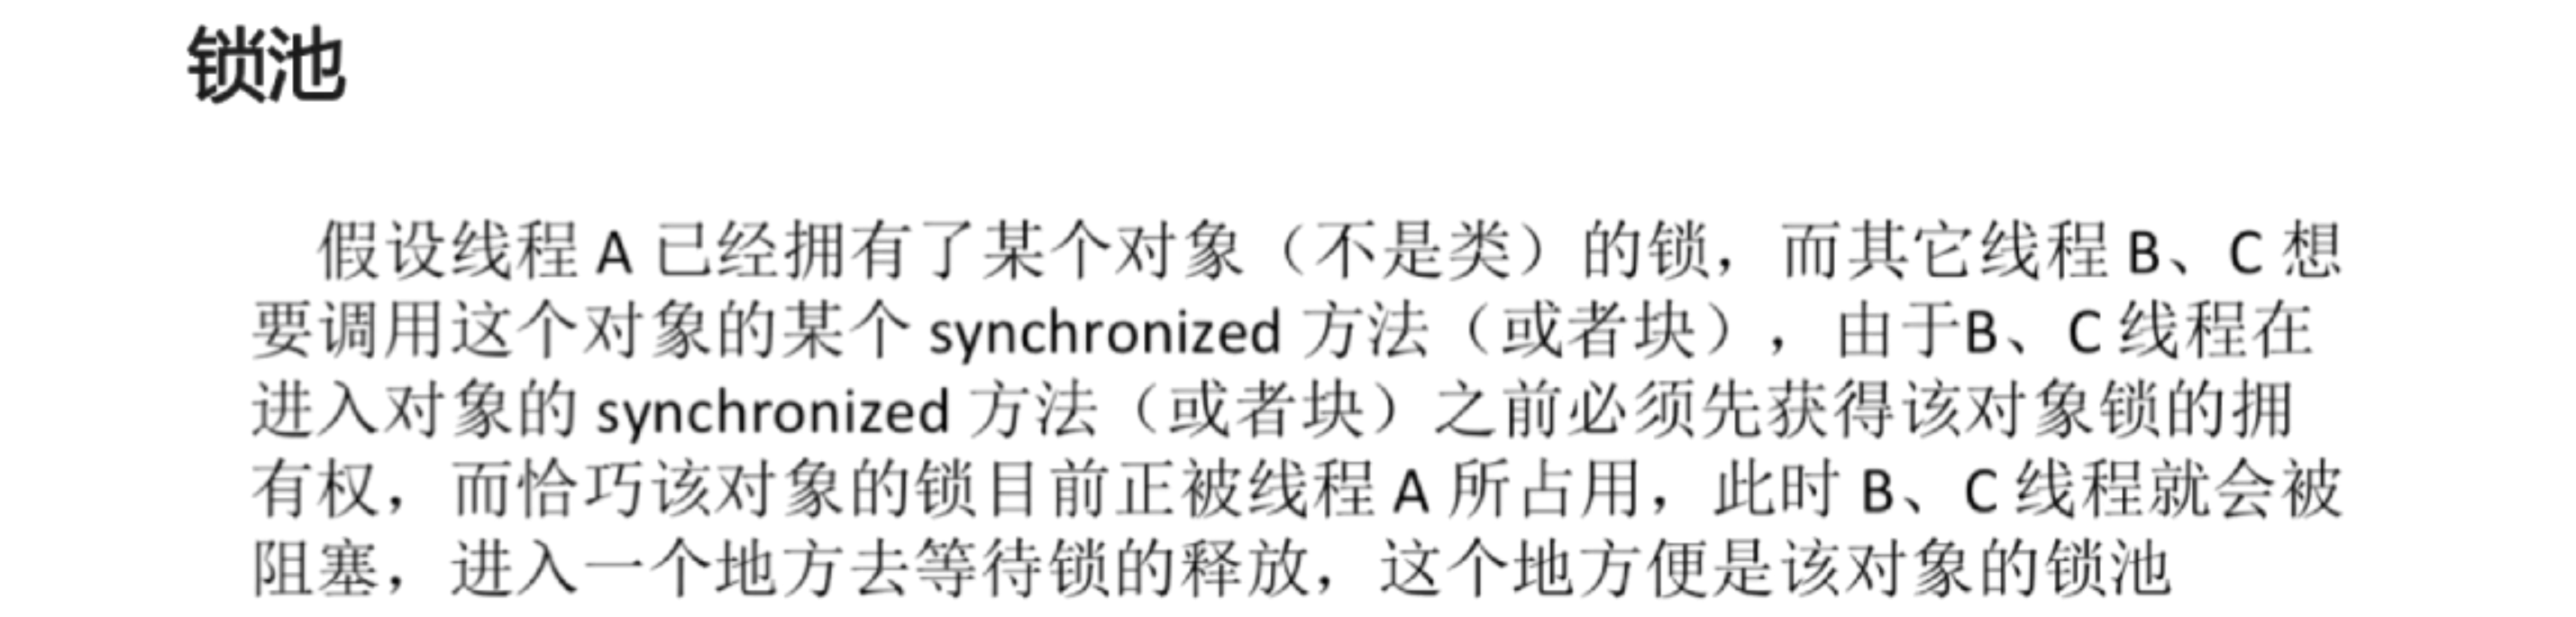 锁池
假设线程 A 已经拥有了某个对象（不是类）的锁，而其它线程 B、C 想
要调用这个对象的某个 synchronized 方法（或者块），由于B、C 线程在
进入对象的 synchronized 方法（或者块）之前必须先获得该对象锁的拥
有权，而恰巧该对象的锁目前正被线程 A 所占用，此时 B、C 线程就会被
阻塞，进入一个地方去等待锁的释放，这个地方便是该对象的锁池